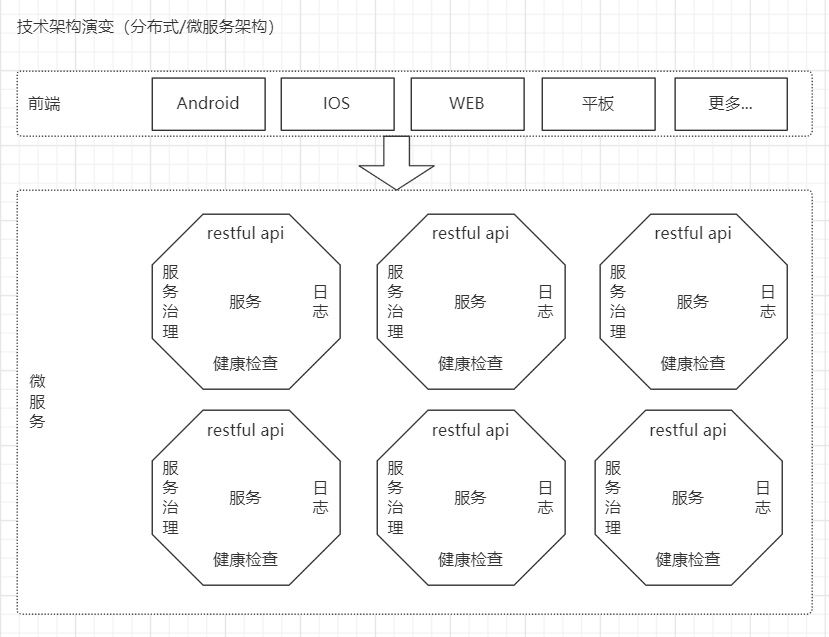 技术架构演变（分布式/微服务架构）
前端
Android
IOS
WEB
平板
更多...
微服务
restful api
服务治理
服务
日志
健康检查
restful api
服务治理
服务
日志
健康检查
restful api
服务治理
服务
日志
健康检查
restful api
服务治理
服务
日志
健康检查
restful api
服务治理
服务
日志
健康检查
restful api
服务治理
服务
日志
健康检查